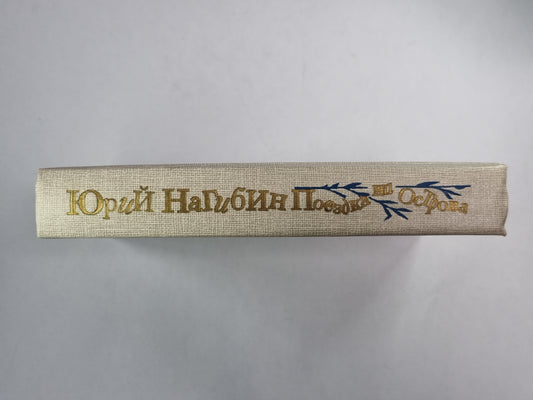 Юрий Нагибин Поездка на острова